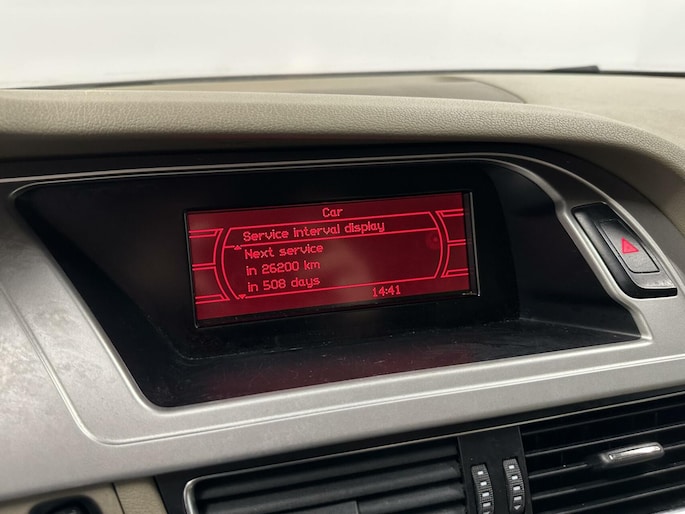 Car
Service interval display
Next service
in 26200 km
in 508 days
14:41